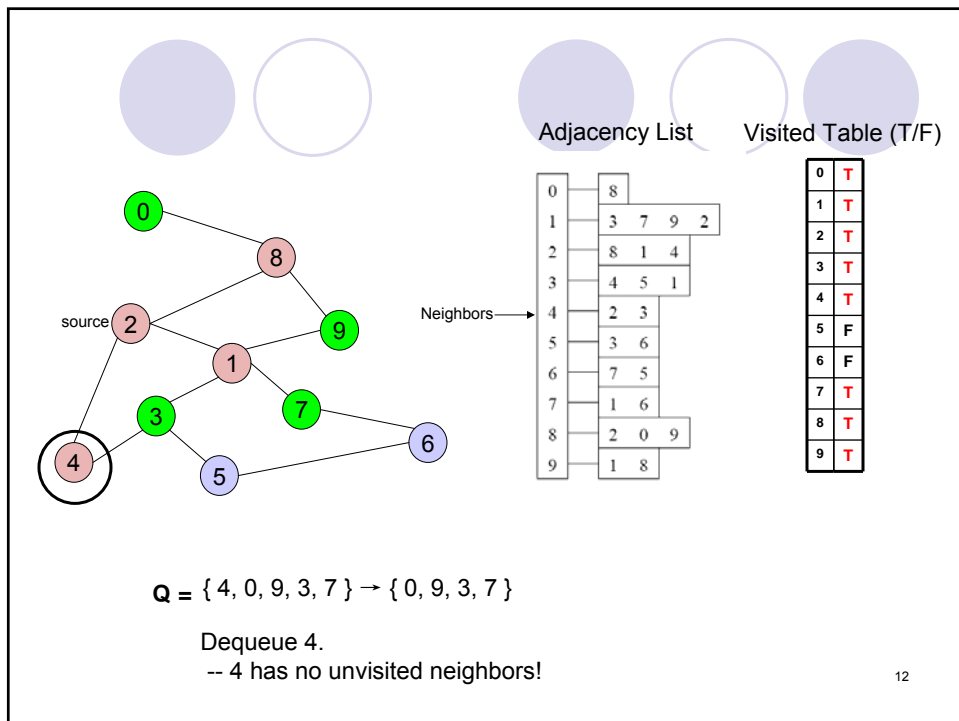 Adjacency List Visited Table (T/F)
0 8
1 3 7 9 2
2 8 1 4
3 4 5 1
Neighbors 4 2 3
5 3 6
6 7 5
7 1 6
8 2 0 9
9 1 8
0 T
1 T
2 T
3 T
4 T
5 F
6 F
7 T
8 T
9 T
0
8
source 2
9
1
3
7
6
4
5
Q = { 4, 0, 9, 3, 7 } → { 0, 9, 3, 7 }
Dequeue 4.
-- 4 has no unvisited neighbors!
12